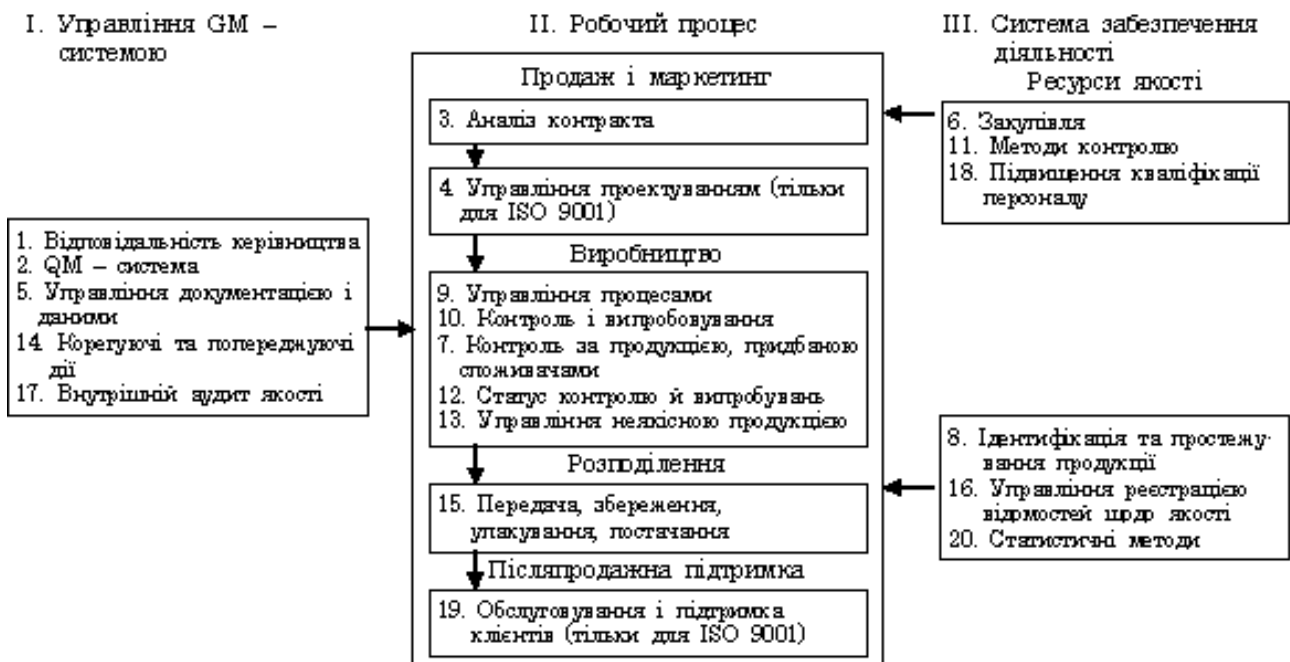 I. Управління GM –
системою
II. Робочий процес
III. Система забезпечення
діяльності
Ресурси якості
Продаж і маркетинг
3. Аналіз контракта
4. Управління проектуванням (тільки
для ISO 9001)
1. Відповідальність керівництва
2. QM – система
5. Управління документацією і
даними
14. Корегуючі та попереджуючі
дії
17. Внутрішній аудит якості
Виробництво
9. Управління процесами
10. Контроль і випробовування
7. Контроль за продукцією, придбаною
споживачами
12. Статус контролю й випробувань
13. Управління неякісною продукцією
Розподілення
15. Передача, збереження,
упакування, постачання
Післяпродажна підтримка
19. Обслуговування і підтримка
клієнтів (тільки для ISO 9001)
6. Закупівля
11. Методи контролю
18. Підвищення кваліфікації
персоналу
8. Ідентифікація та простежу-
вання продукції
16. Управління реєстрацією
відомостей щодо якості
20. Статистичні методи